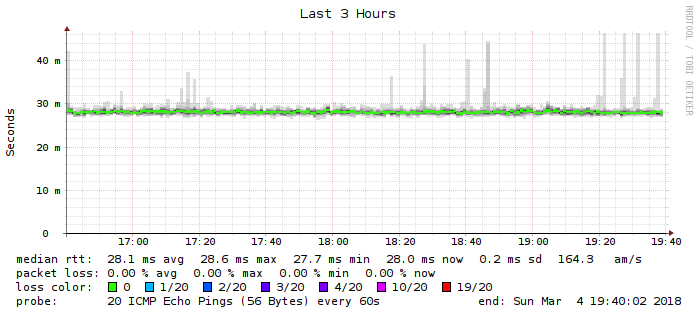 Last 3 Hours
RRDTOOL / TOBI OETIKER
Seconds
40 m
30 m
20 m
10 m
0
17:00 17:20 17:40 18:00 18:20 18:40 19:00 19:20 19:40
median rtt: 28.1 ms avg 28.6 ms max 27.7 ms min 28.0 ms now 0.2 ms sd 164.3 am/s
packet loss: 0.00 % avg 0.00 % max 0.00 % min 0.00 % now
loss color: 0 1/20 2/20 3/20 4/20 10/20 19/20
probe: 20 ICMP Echo Pings (56 Bytes) every 60s end: Sun Mar 4 19:40:02 2018